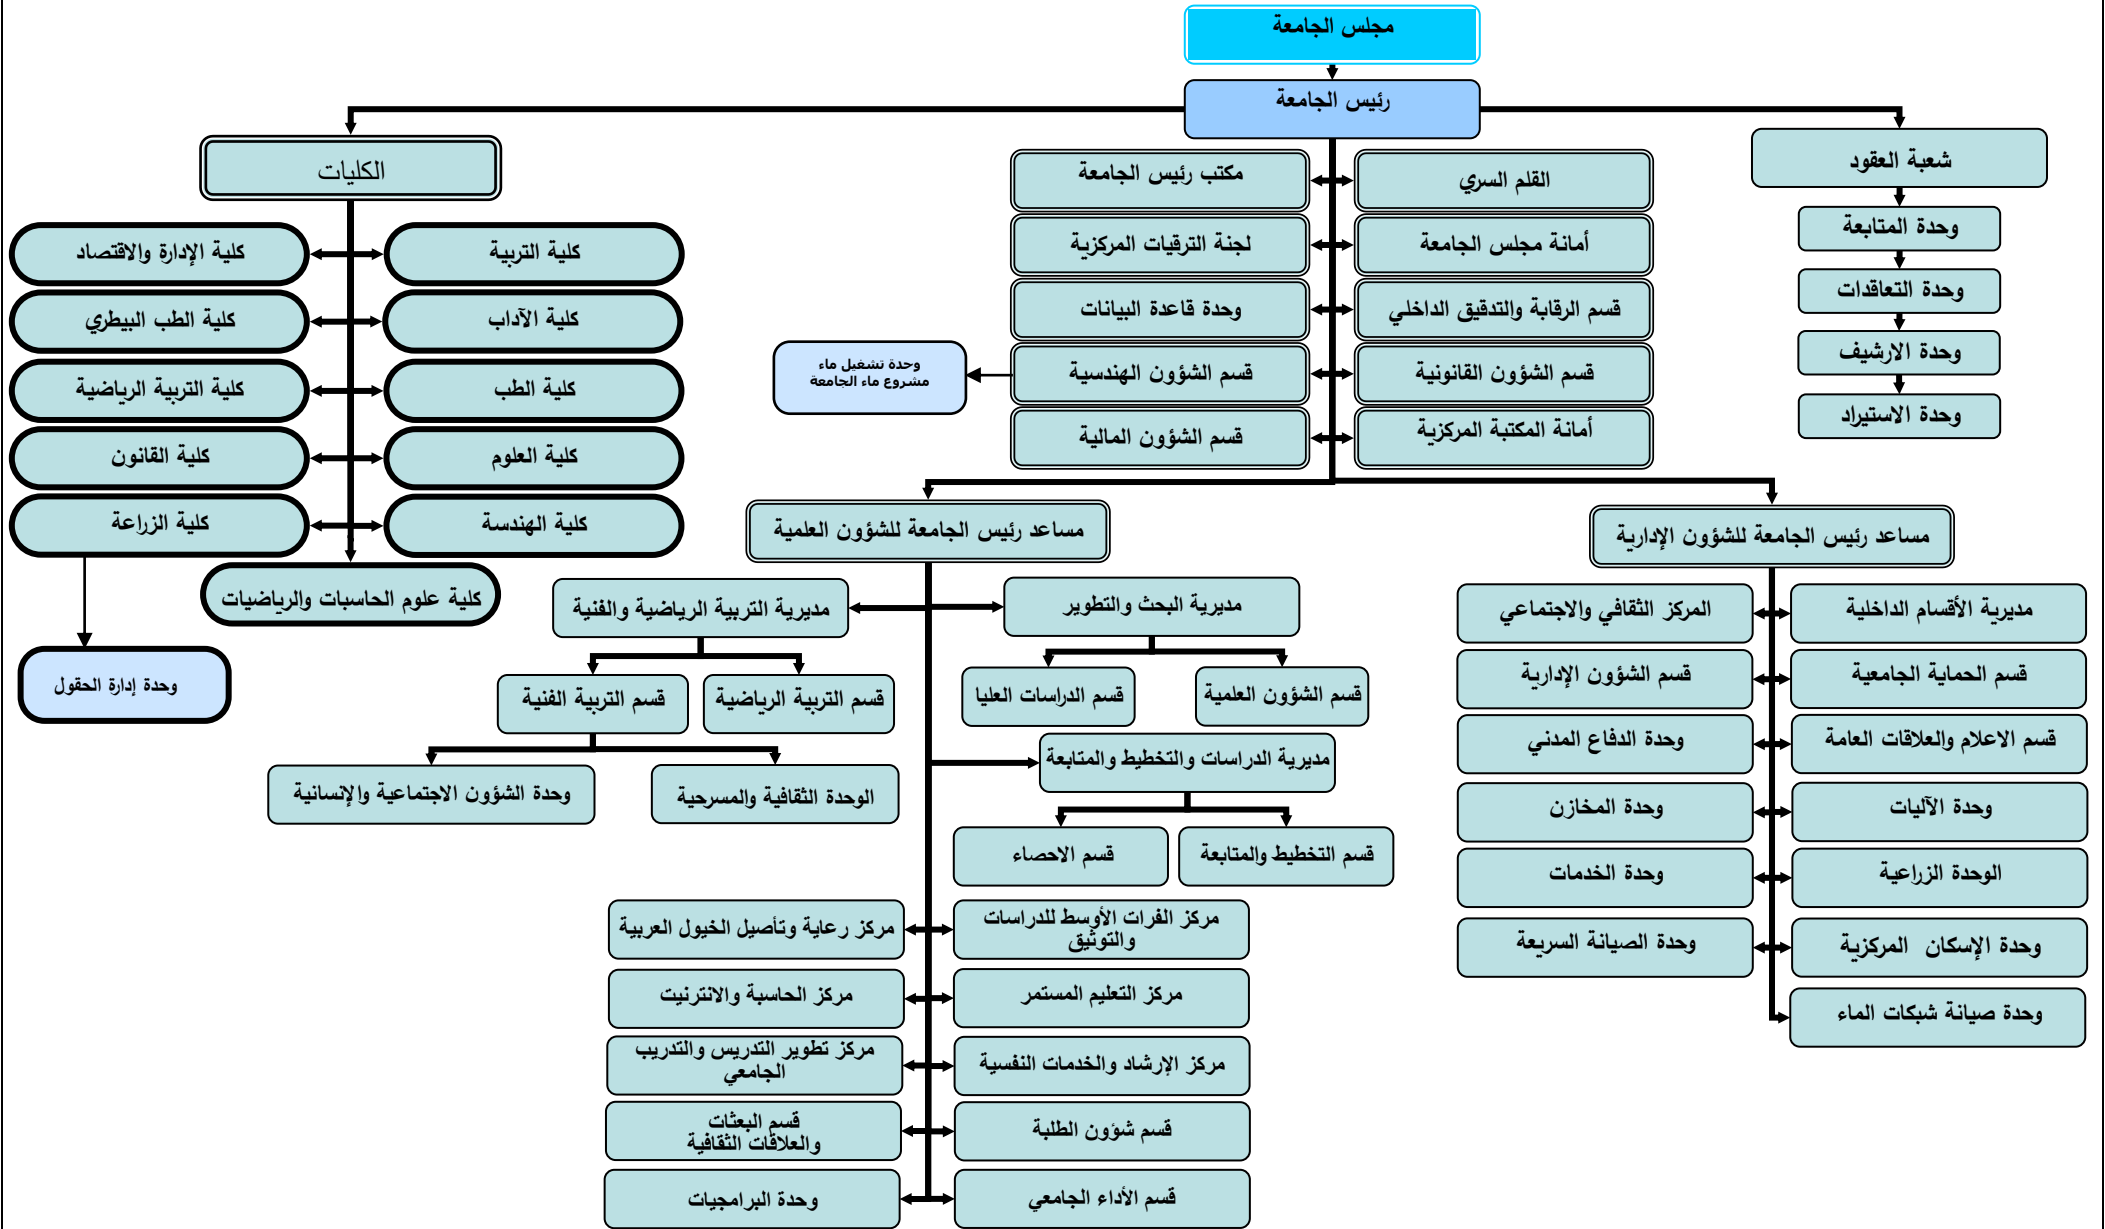 مجلس الجامعة
رئيس الجامعة
شعبة العقود
وحدة المتابعة
وحدة التعاقدات
وحدة الارشيف
وحدة الاستيراد
القلم السري
مكتب رئيس الجامعة
أمانة مجلس الجامعة
لجنة الترقيات المركزية
قسم الرقابة والتدقيق الداخلي
وحدة قاعدة البيانات
قسم الشؤون القانونية
قسم الشؤون الهندسية
وحدة تشغيل ماء
مشروع ماء الجامعة
أمانة المكتبة المركزية
قسم الشؤون المالية
الكليات
كلية التربية
كلية الإدارة والاقتصاد
كلية الآداب
كلية الطب البيطري
كلية الطب
كلية التربية الرياضية
كلية العلوم
كلية القانون
كلية الهندسة
كلية الزراعة
كلية علوم الحاسبات والرياضيات
وحدة إدارة الحقول
مساعد رئيس الجامعة للشؤون الإدارية
مديرية الأقسام الداخلية
المركز الثقافي والاجتماعي
قسم الحماية الجامعية
قسم الشؤون الإدارية
قسم الاعلام والعلاقات العامة
وحدة الدفاع المدني
وحدة الآليات
وحدة المخازن
الوحدة الزراعية
وحدة الخدمات
وحدة الإسكان المركزية
وحدة الصيانة السريعة
وحدة صيانة شبكات الماء
مساعد رئيس الجامعة للشؤون العلمية
مديرية البحث والتطوير
مديرية التربية الرياضية والفنية
قسم الشؤون العلمية
قسم الدراسات العليا
قسم التربية الرياضية
قسم التربية الفنية
مديرية الدراسات والتخطيط والمتابعة
الوحدة الثقافية والمسرحية
وحدة الشؤون الاجتماعية والإنسانية
قسم التخطيط والمتابعة
قسم الاحصاء
مركز الفرات الأوسط للدراسات
والتوثيق
مركز رعاية وتأصيل الخيول العربية
مركز التعليم المستمر
مركز الحاسبة والانترنيت
مركز الإرشاد والخدمات النفسية
مركز تطوير التدريس والتدريب
الجامعي
قسم شؤون الطلبة
قسم البعثات
والعلاقات الثقافية
قسم الأداء الجامعي
وحدة البرامجيات